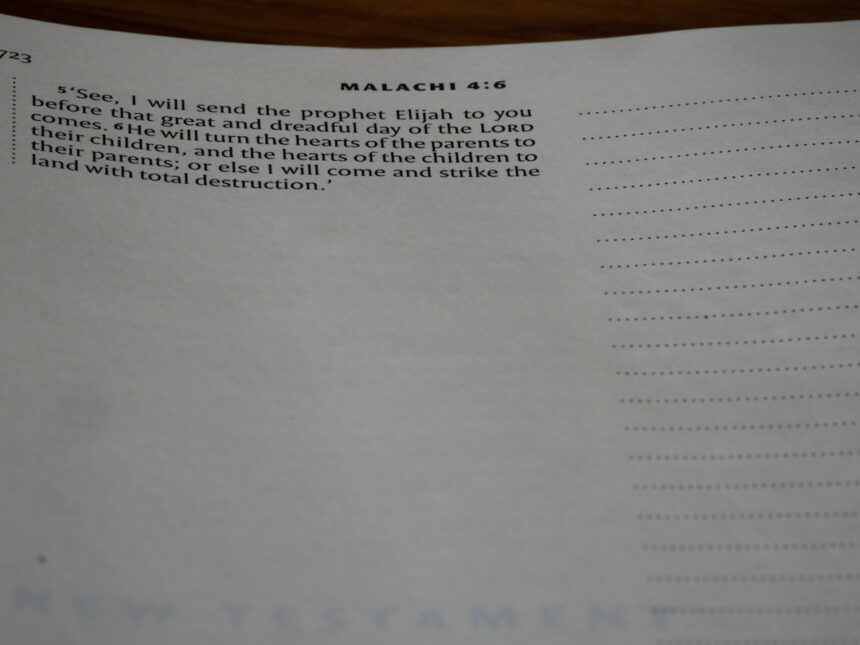 723
MALACHI 4:6
5‘See, I will send the prophet Elijah to you
before that great and dreadful day of the LORD
comes. 6He will turn the hearts of the parents to
their children, and the hearts of the children to
their parents; or else I will come and strike the
land with total destruction.’
NEW TESTAMENT